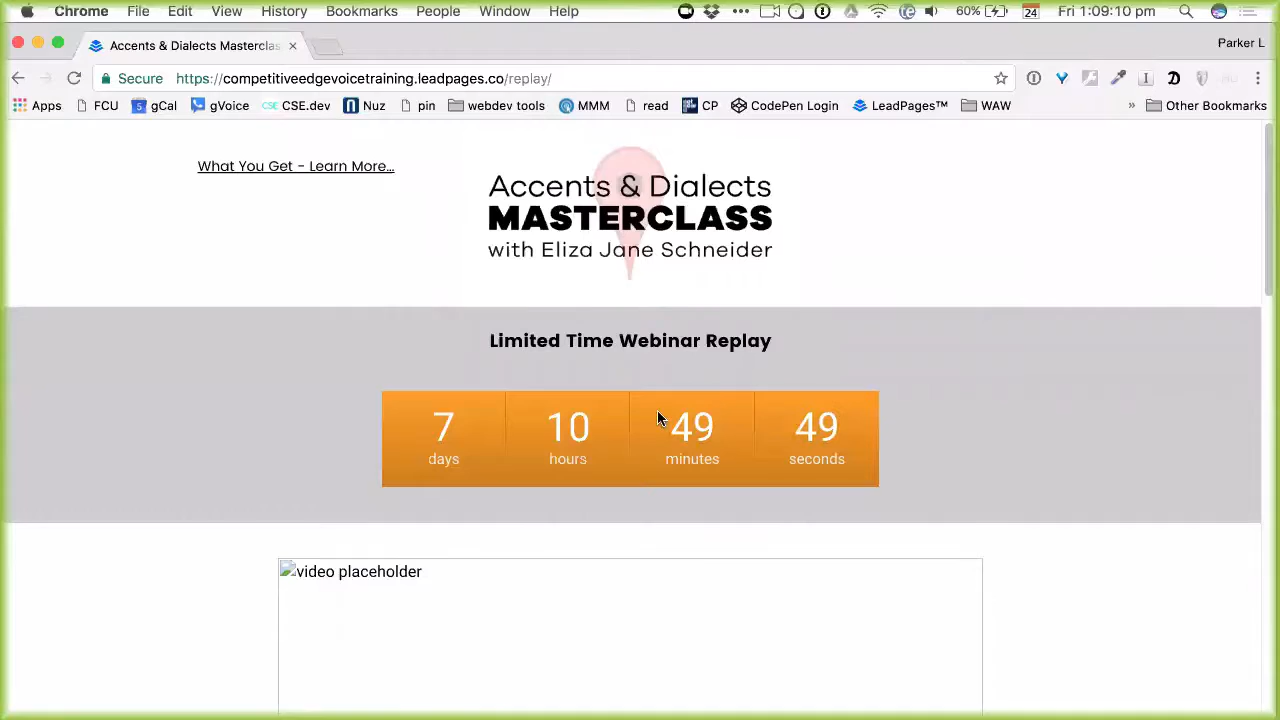 Chrome File Edit View History Bookmarks People Window Help 60% 24 Fri 1:09:10 pm
Accents & Dialects Masterclas Parker L
Secure https://competitiveedgevoicetraining.leadpages.co/replay/
Apps FCU gCal gVoice CSE CSE.dev Nuz pin webdev tools MMM read CP CodePen Login LeadPages™ WAW » Other Bookmarks
What You Get - Learn More...
Accents & Dialects
MASTERCLASS
with Eliza Jane Schneider
Limited Time Webinar Replay
7 10 49 49
days hours minutes seconds
video placeholder